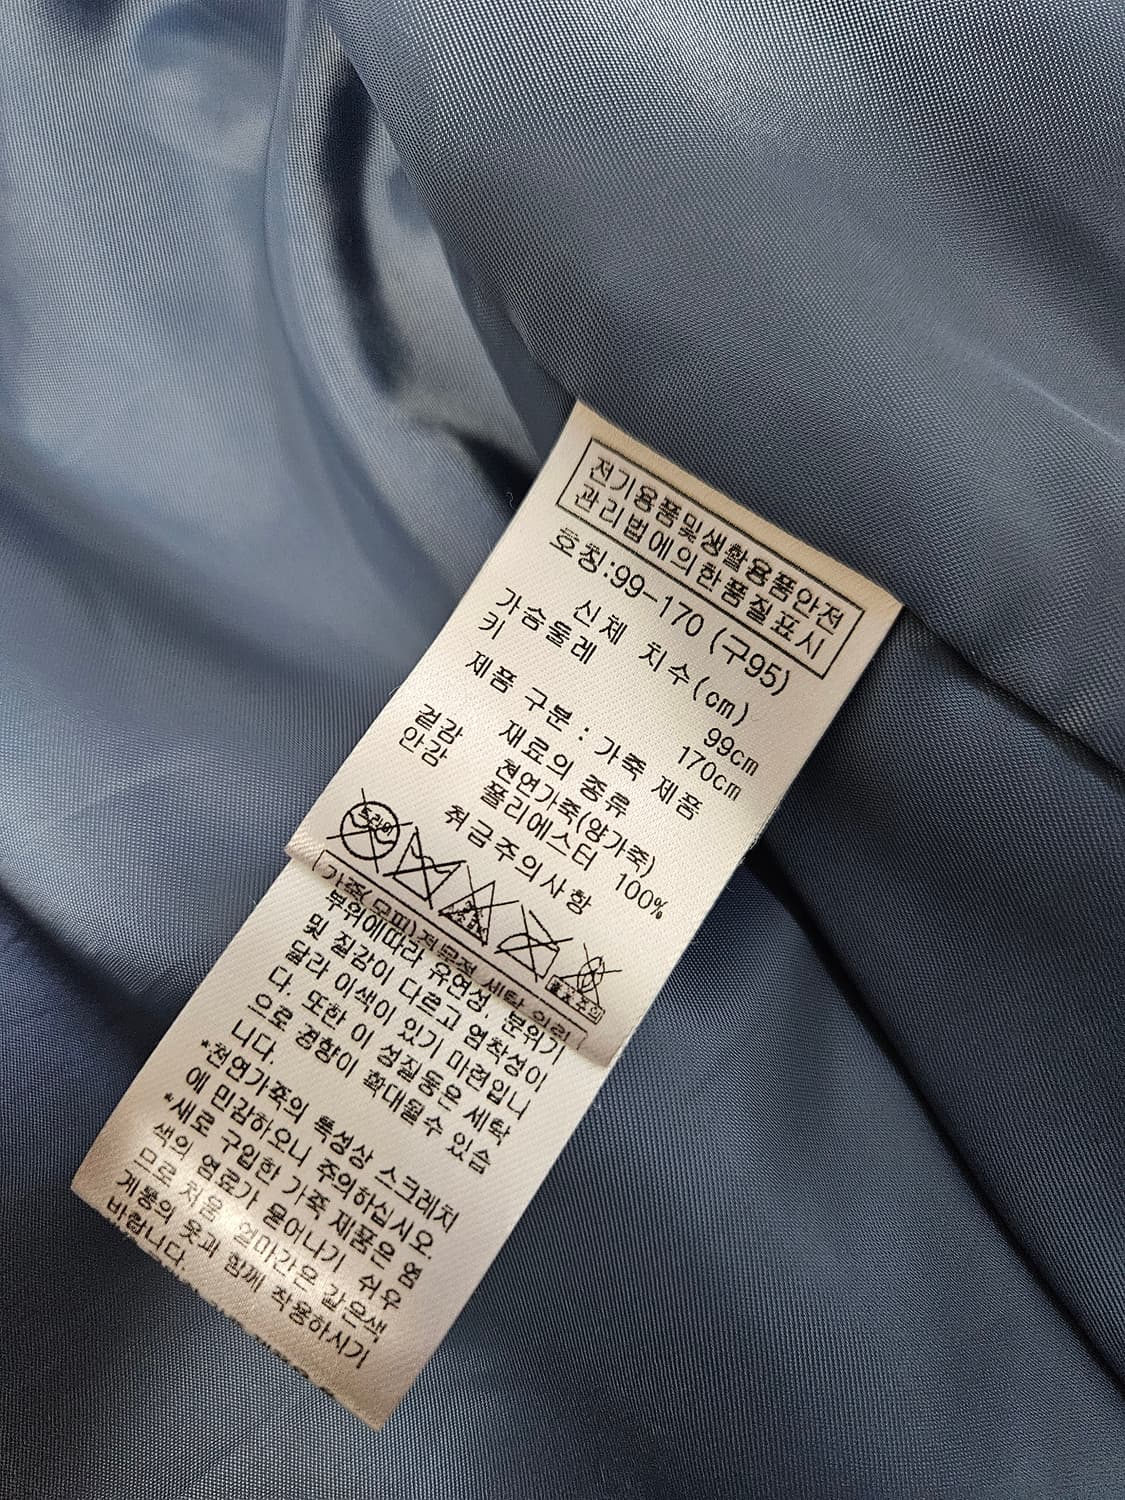 전기용품및생활용품안전
관리법에의한품질표시
호칭:99-170 (구95)
신체 치수(cm)
가슴둘레 99cm
키 170cm
제품 구분 : 가죽 제품
재료의 종류
겉감 천연가죽(양가죽)
안감 폴리에스터 100%
취급주의사항
드라이
가죽(모피)전문점 세탁 의뢰
부위에따라 유연성, 분위기
및 질감이 다르고 염착성이
달라 이색이 있기 마련입니
다. 또한 이 성질등은 세탁
으로 경향이 확대될수 있습
니다.
*천연가죽의 특성상 스크래치
에 민감하오니 주의하십시오.
*새로 구입한 가죽 제품은 염
색의 염료가 묻어나기 쉬우
므로 처음 얼마간은 같은색
계통의 옷과 함께 착용하시기
바랍니다.